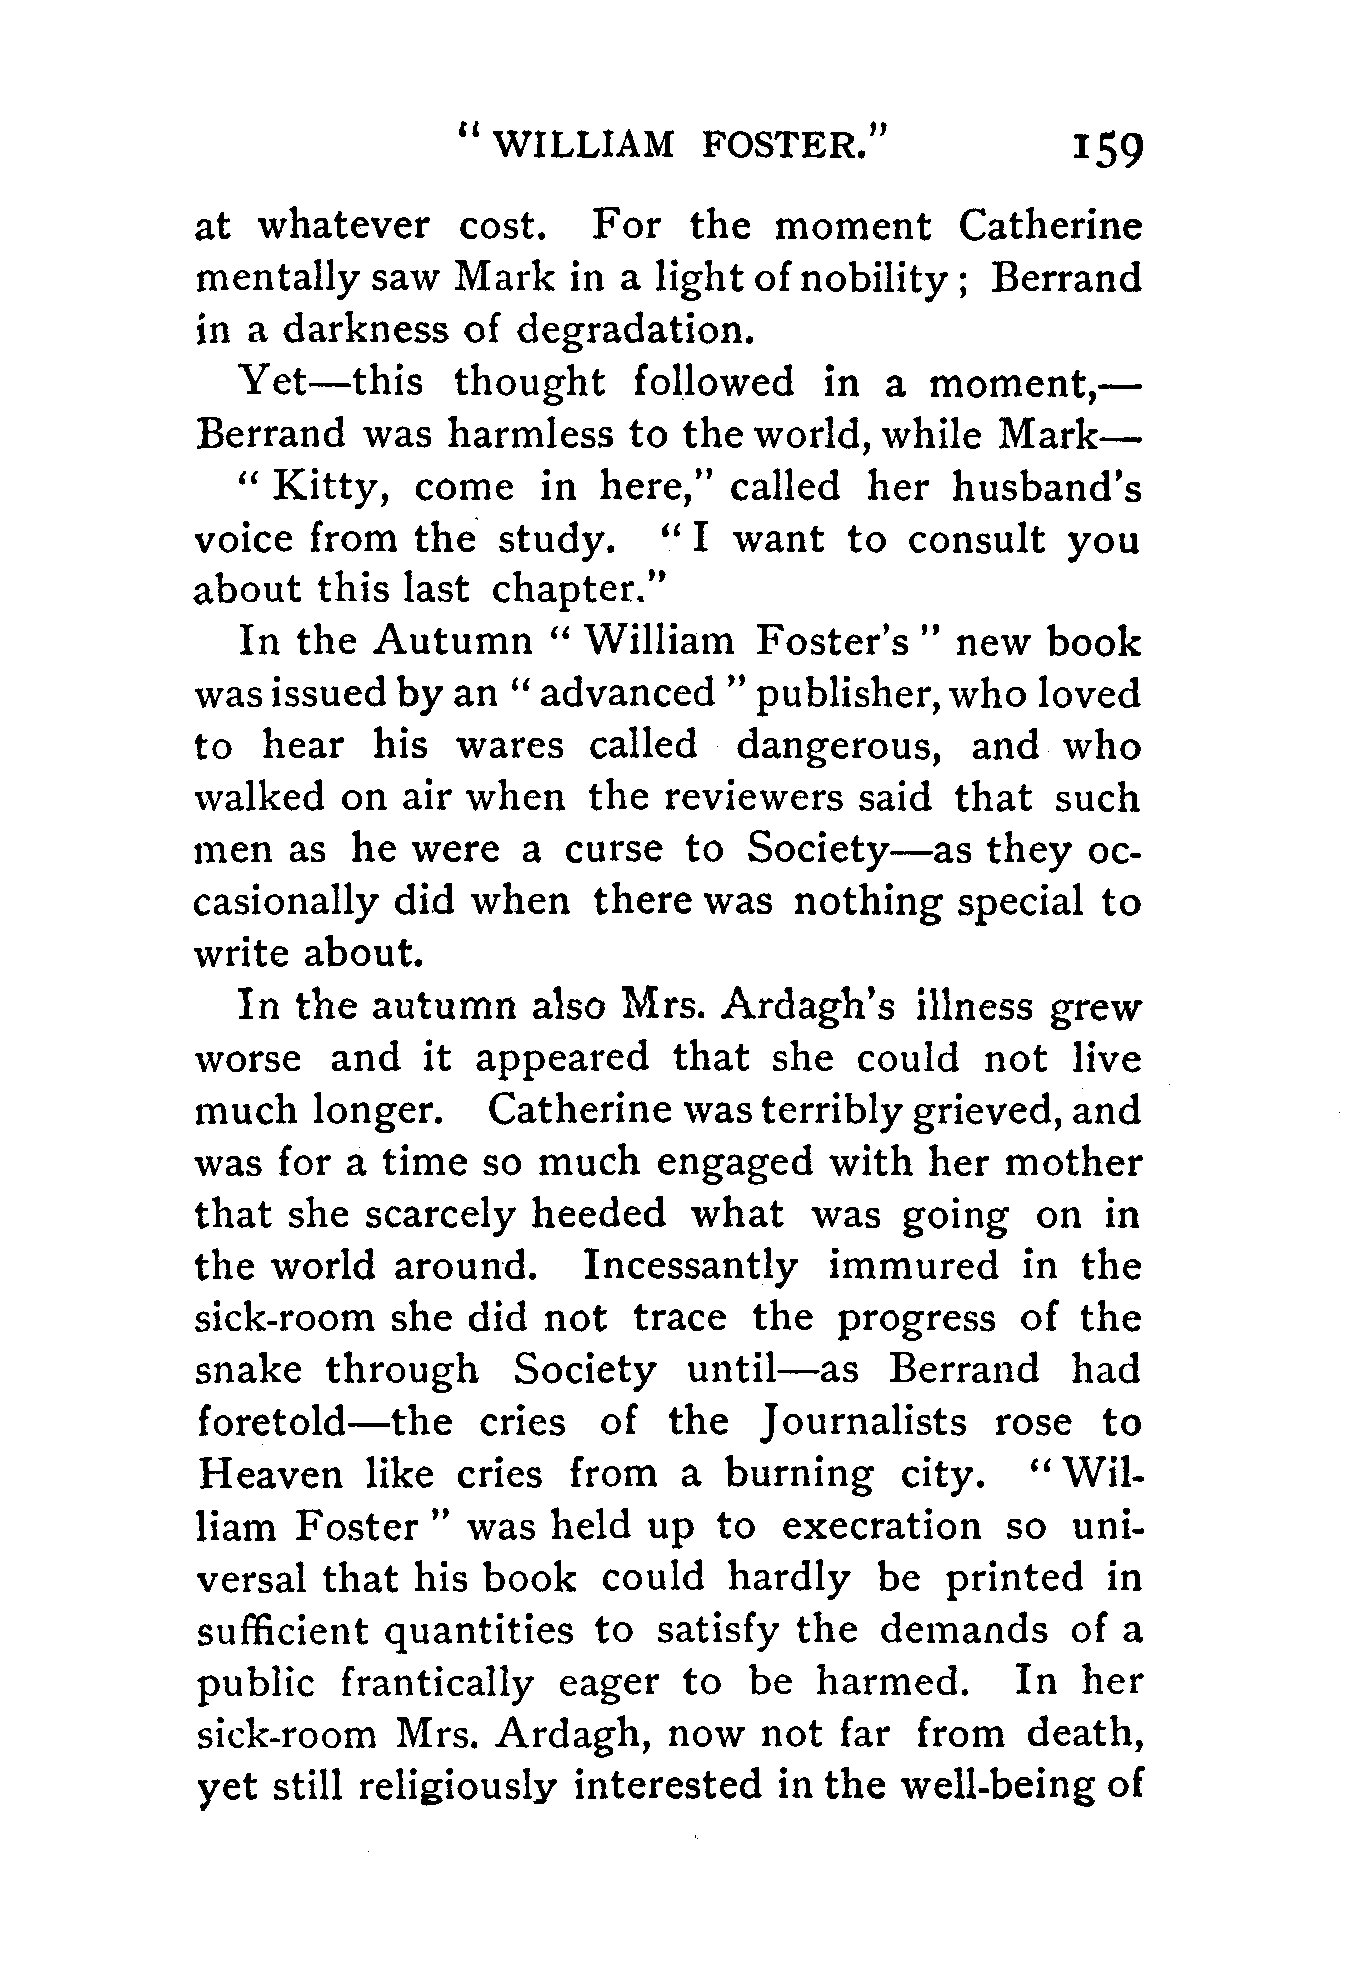 " WILLIAM FOSTER." 159
at whatever cost. For the moment Catherine
mentally saw Mark in a light of nobility ; Berrand
in a darkness of degradation.
Yet—this thought followed in a moment,—
Berrand was harmless to the world, while Mark—
" Kitty, come in here," called her husband's
voice from the study. " I want to consult you
about this last chapter."
In the Autumn " William Foster's " new book
was issued by an " advanced " publisher, who loved
to hear his wares called dangerous, and who
walked on air when the reviewers said that such
men as he were a curse to Society—as they oc-
casionally did when there was nothing special to
write about.
In the autumn also Mrs. Ardagh's illness grew
worse and it appeared that she could not live
much longer. Catherine was terribly grieved, and
was for a time so much engaged with her mother
that she scarcely heeded what was going on in
the world around. Incessantly immured in the
sick-room she did not trace the progress of the
snake through Society until—as Berrand had
foretold—the cries of the Journalists rose to
Heaven like cries from a burning city. " Wil-
liam Foster " was held up to execration so uni-
versal that his book could hardly be printed in
sufficient quantities to satisfy the demands of a
public frantically eager to be harmed. In her
sick-room Mrs. Ardagh, now not far from death,
yet still religiously interested in the well-being of